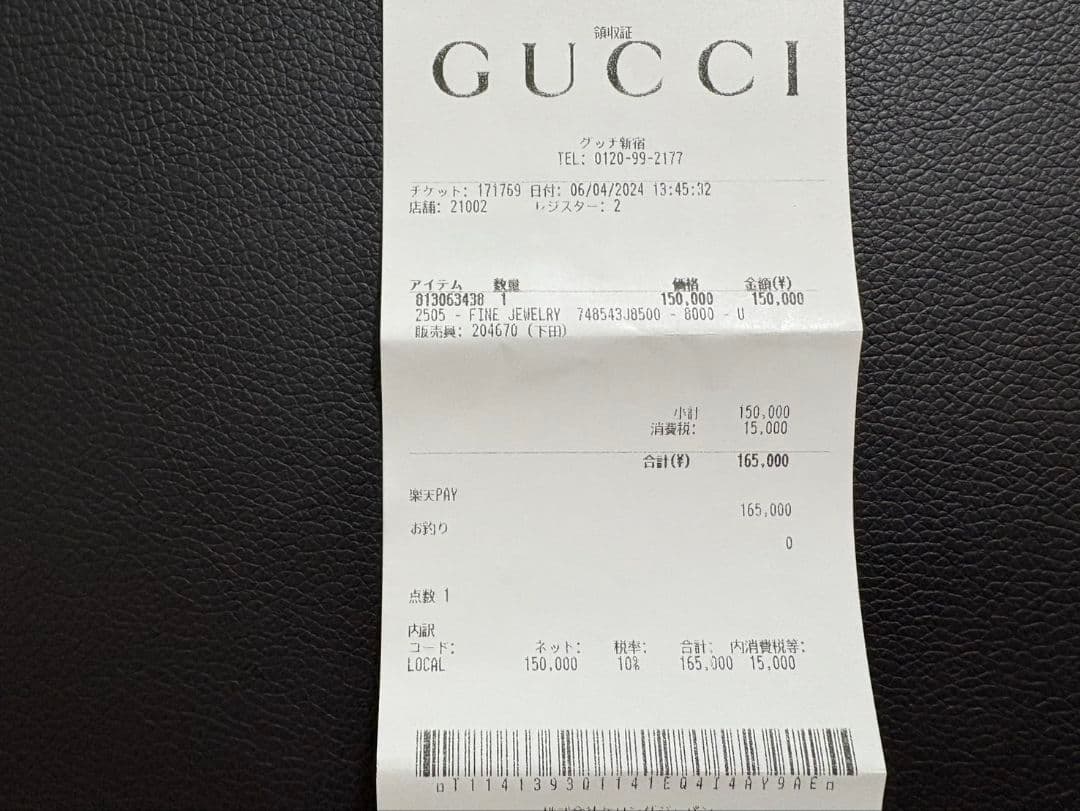 領収証
GUCCI
グッチ新宿
TEL: 0120-99-2177
チケット: 171769 日付: 06/04/2024 13:45:32
店舗: 21002 レジスター: 2
アイテム 数量 価格 金額(¥)
813063438 1 150,000 150,000
2505 - FINE JEWELRY 748543J8500 - 8000 - U
販売員: 204670 (下田)
小計 150,000
消費税: 15,000
合計(¥) 165,000
楽天PAY
165,000
お釣り
0
点数 1
内訳
コード: ネット: 税率: 合計: 内消費税等:
LOCAL 150,000 10% 165,000 15,000